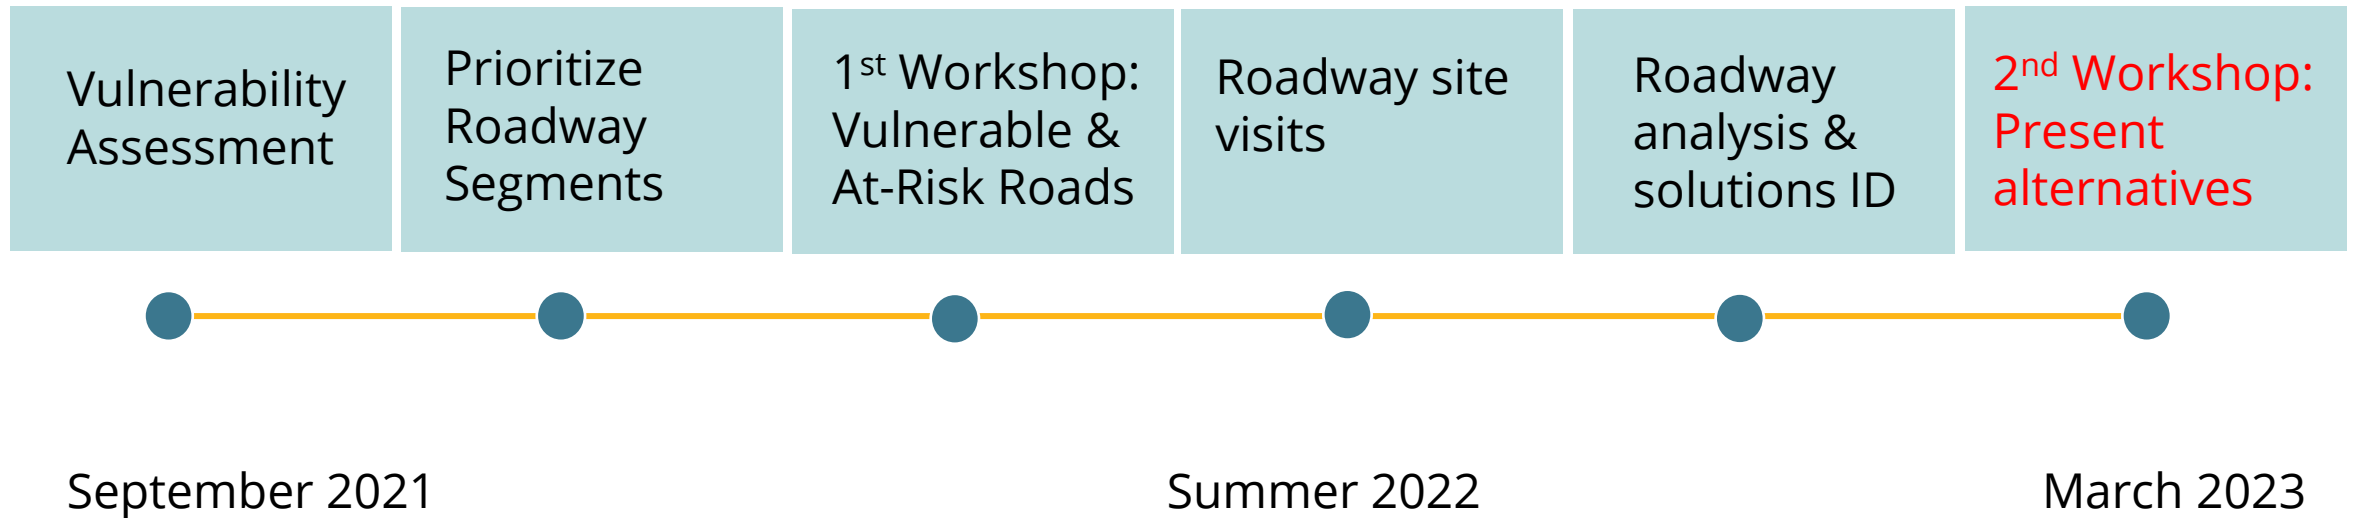 Vulnerability
Assessment
Prioritize
Roadway
Segments
1st Workshop:
Vulnerable &
At-Risk Roads
Roadway site
visits
Roadway
analysis &
solutions ID
2nd Workshop:
Present
alternatives
September 2021
Summer 2022
March 2023